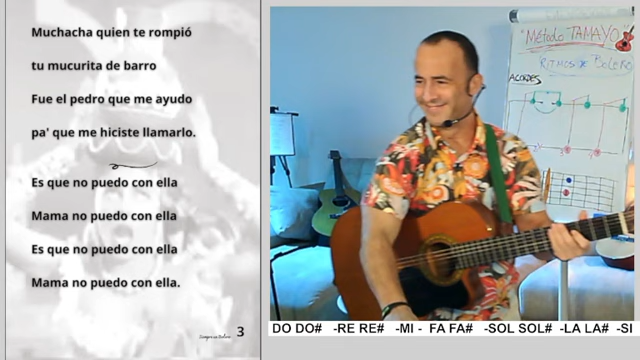 Muchacha quien te rompió
tu mucurita de barro
Fue el pedro que me ayudo
pa' que me hiciste llamarlo.
Es que no puedo con ella
Mama no puedo con ella
Es que no puedo con ella
Mama no puedo con ella.
3
"Método TAMAYO"
RITMOS DE BOLERO
ACORDES
DO DO# -RE RE# -MI - FA FA# -SOL SOL# -LA LA# -SI